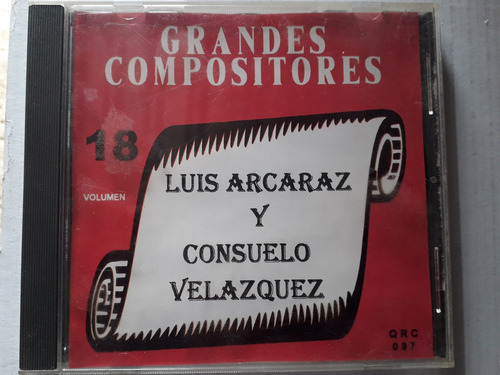 GRANDES
COMPOSITORES
18
VOLUMEN
LUIS ARCARAZ
Y
CONSUELO
VELAZQUEZ
QRC
097